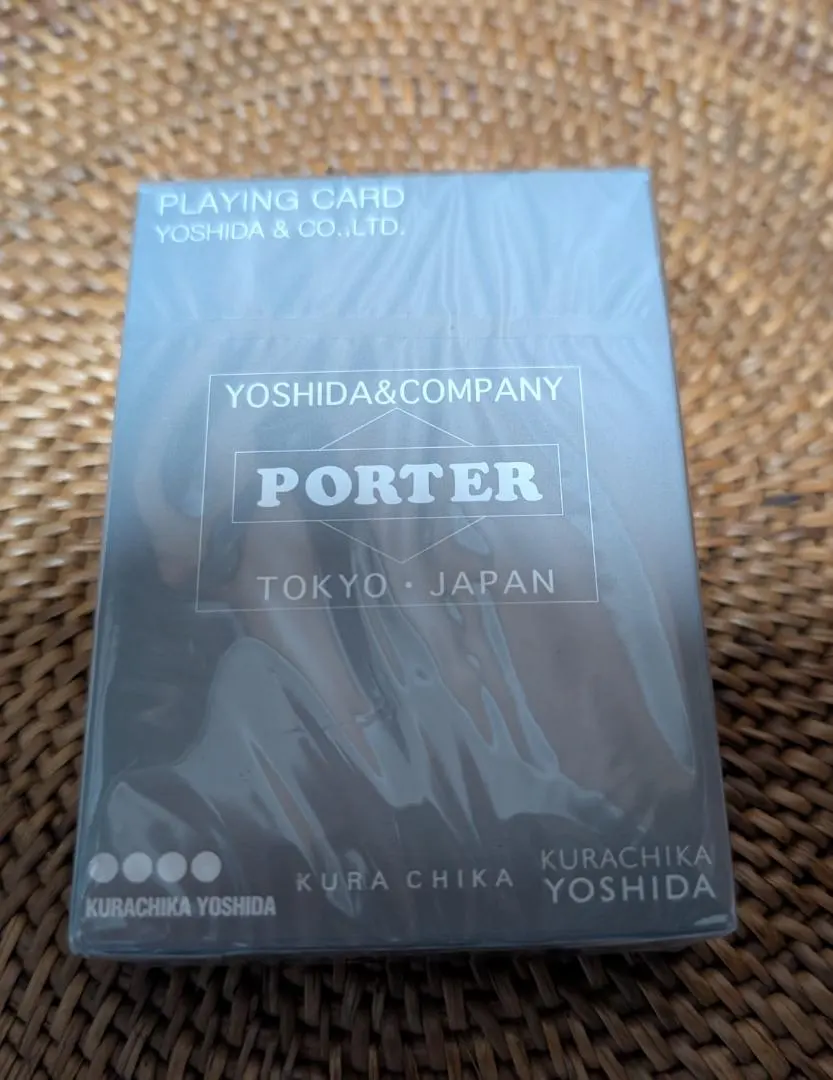 PLAYING CARD
YOSHIDA & CO.,LTD.
YOSHIDA&COMPANY
PORTER
TOKYO・JAPAN
KURACHIKA YOSHIDA
KURA CHIKA
KURACHIKA
YOSHIDA